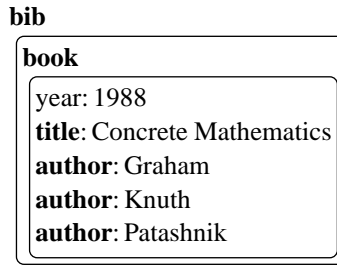 bib
book
year: 1988
title: Concrete Mathematics
author: Graham
author: Knuth
author: Patashnik